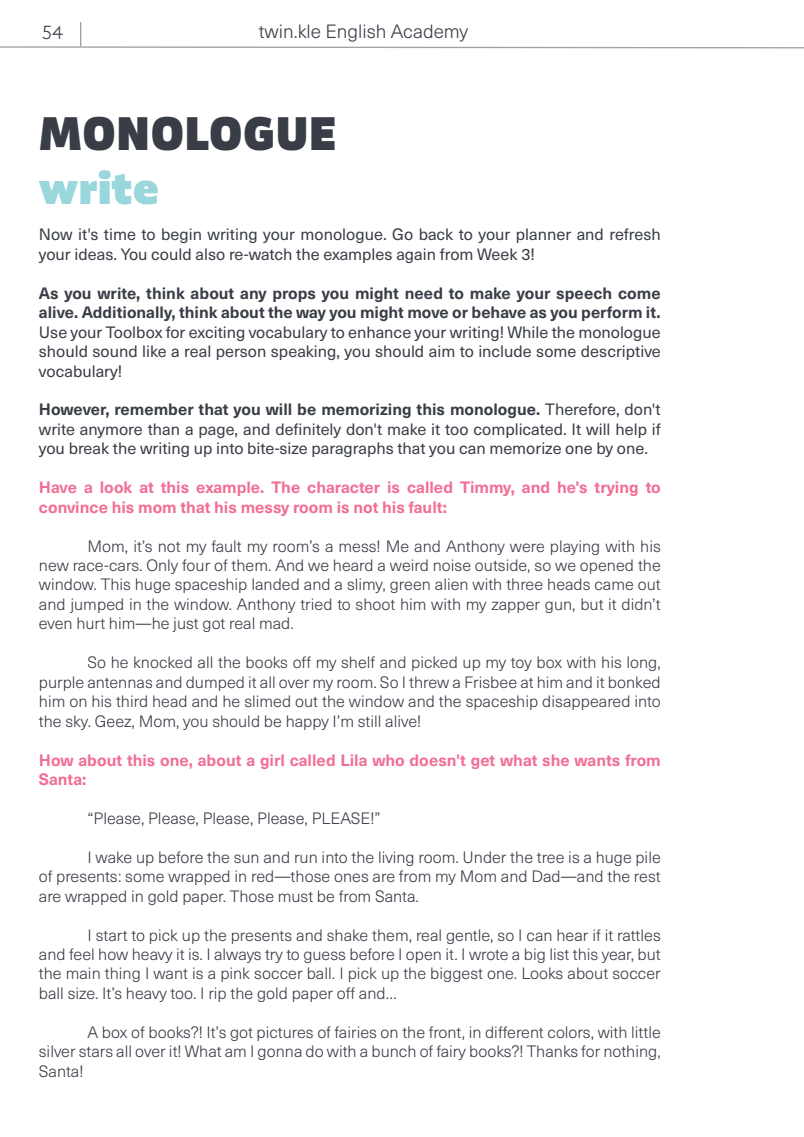 54
twin.kle English Academy
MONOLOGUE
write
Now it's time to begin writing your monologue. Go back to your planner and refresh
your ideas. You could also re-watch the examples again from Week 3!
As you write, think about any props you might need to make your speech come
alive. Additionally, think about the way you might move or behave as you perform it.
Use your Toolbox for exciting vocabulary to enhance your writing! While the monologue
should sound like a real person speaking, you should aim to include some descriptive
vocabulary!
However, remember that you will be memorizing this monologue. Therefore, don't
write anymore than a page, and definitely don't make it too complicated. It will help if
you break the writing up into bite-size paragraphs that you can memorize one by one.
Have a look at this example. The character is called Timmy, and he's trying to
convince his mom that his messy room is not his fault:
Mom, it’s not my fault my room’s a mess! Me and Anthony were playing with his
new race-cars. Only four of them. And we heard a weird noise outside, so we opened the
window. This huge spaceship landed and a slimy, green alien with three heads came out
and jumped in the window. Anthony tried to shoot him with my zapper gun, but it didn’t
even hurt him—he just got real mad.
So he knocked all the books off my shelf and picked up my toy box with his long,
purple antennas and dumped it all over my room. So I threw a Frisbee at him and it bonked
him on his third head and he slimed out the window and the spaceship disappeared into
the sky. Geez, Mom, you should be happy I’m still alive!
How about this one, about a girl called Lila who doesn't get what she wants from
Santa:
“Please, Please, Please, Please, PLEASE!”
I wake up before the sun and run into the living room. Under the tree is a huge pile
of presents: some wrapped in red—those ones are from my Mom and Dad—and the rest
are wrapped in gold paper. Those must be from Santa.
I start to pick up the presents and shake them, real gentle, so I can hear if it rattles
and feel how heavy it is. I always try to guess before I open it. I wrote a big list this year, but
the main thing I want is a pink soccer ball. I pick up the biggest one. Looks about soccer
ball size. It’s heavy too. I rip the gold paper off and...
A box of books?! It’s got pictures of fairies on the front, in different colors, with little
silver stars all over it! What am I gonna do with a bunch of fairy books?! Thanks for nothing,
Santa!